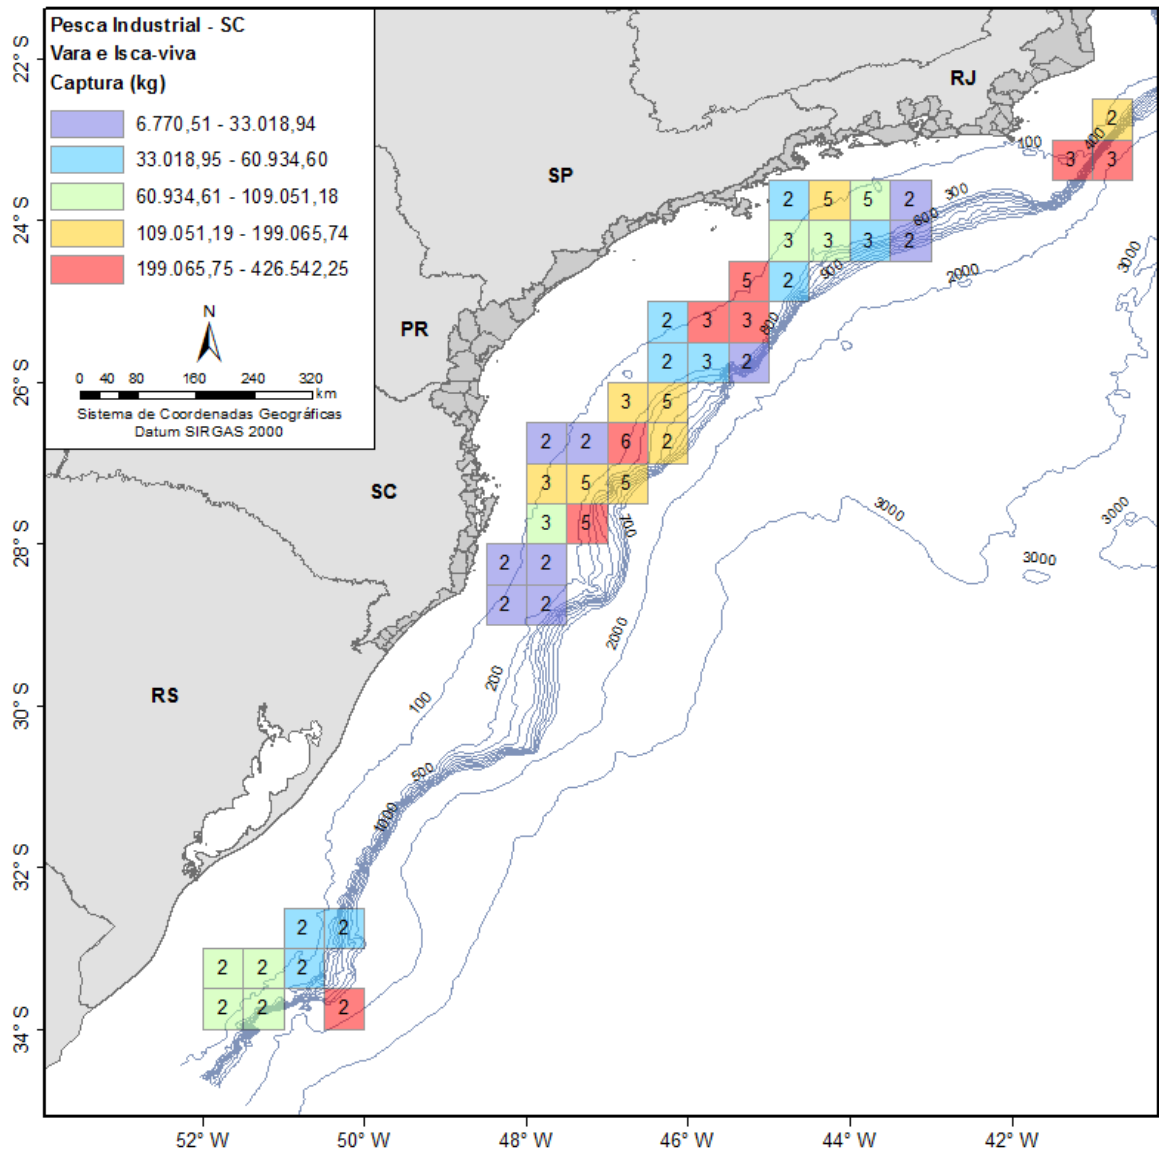 Pesca Industrial - SC
Vara e Isca-viva
Captura (kg)
6.770,51 - 33.018,94
33.018,95 - 60.934,60
60.934,61 - 109.051,18
109.051,19 - 199.065,74
199.065,75 - 426.542,25
N
0 40 80 160 240 320
km
Sistema de Coordenadas Geográficas
Datum SIRGAS 2000
22° S
24° S
26° S
28° S
30° S
32° S
34° S
RJ
SP
PR
SC
RS
2
100 400
3 3
2 5 5 2 300
600
3 3 3 2
3000
5 2 900 2000
2 3 3 800
2 3 2
3 5
2 2 6 2
3 5 5
3 5 700 3000 3000
2 2 3000
2 2
2000
200
100
500
1000
2 2
2 2 2
2 2 2
52° W 50° W 48° W 46° W 44° W 42° W